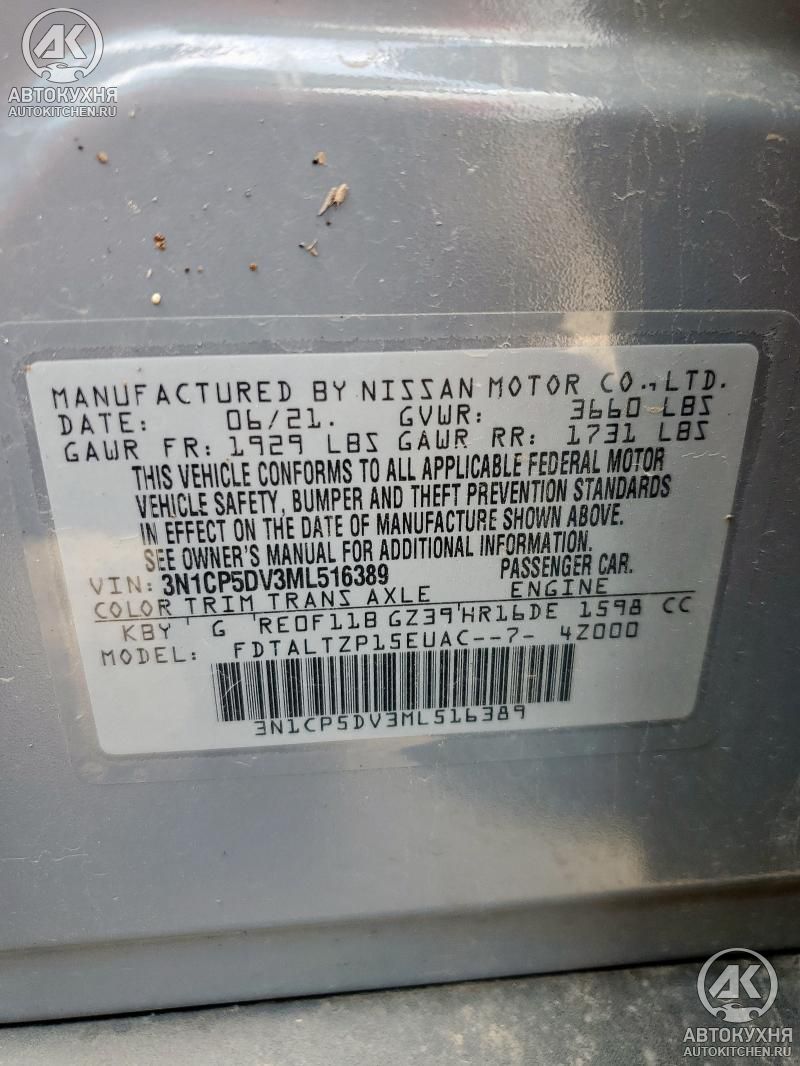 AK
АВТОКУХНЯ
AUTOKITCHEN.RU
MANUFACTURED BY NISSAN MOTOR CO., LTD.
DATE: 06/21. GVWR: 3660 LBS
GAWR FR: 1929 LBS GAWR RR: 1731 LBS
THIS VEHICLE CONFORMS TO ALL APPLICABLE FEDERAL MOTOR
VEHICLE SAFETY, BUMPER AND THEFT PREVENTION STANDARDS
IN EFFECT ON THE DATE OF MANUFACTURE SHOWN ABOVE.
SEE OWNER'S MANUAL FOR ADDITIONAL INFORMATION.
VIN: 3N1CP5DV3ML516389 PASSENGER CAR.
COLOR TRIM TRANS AXLE ENGINE
KBY G RE0F11B GZ39 HR16DE 1598 CC
MODEL: FDTALTZP15EUAC--7- 4Z000
3N1CP5DV3ML516389
AK
АВТОКУХНЯ
AUTOKITCHEN.RU